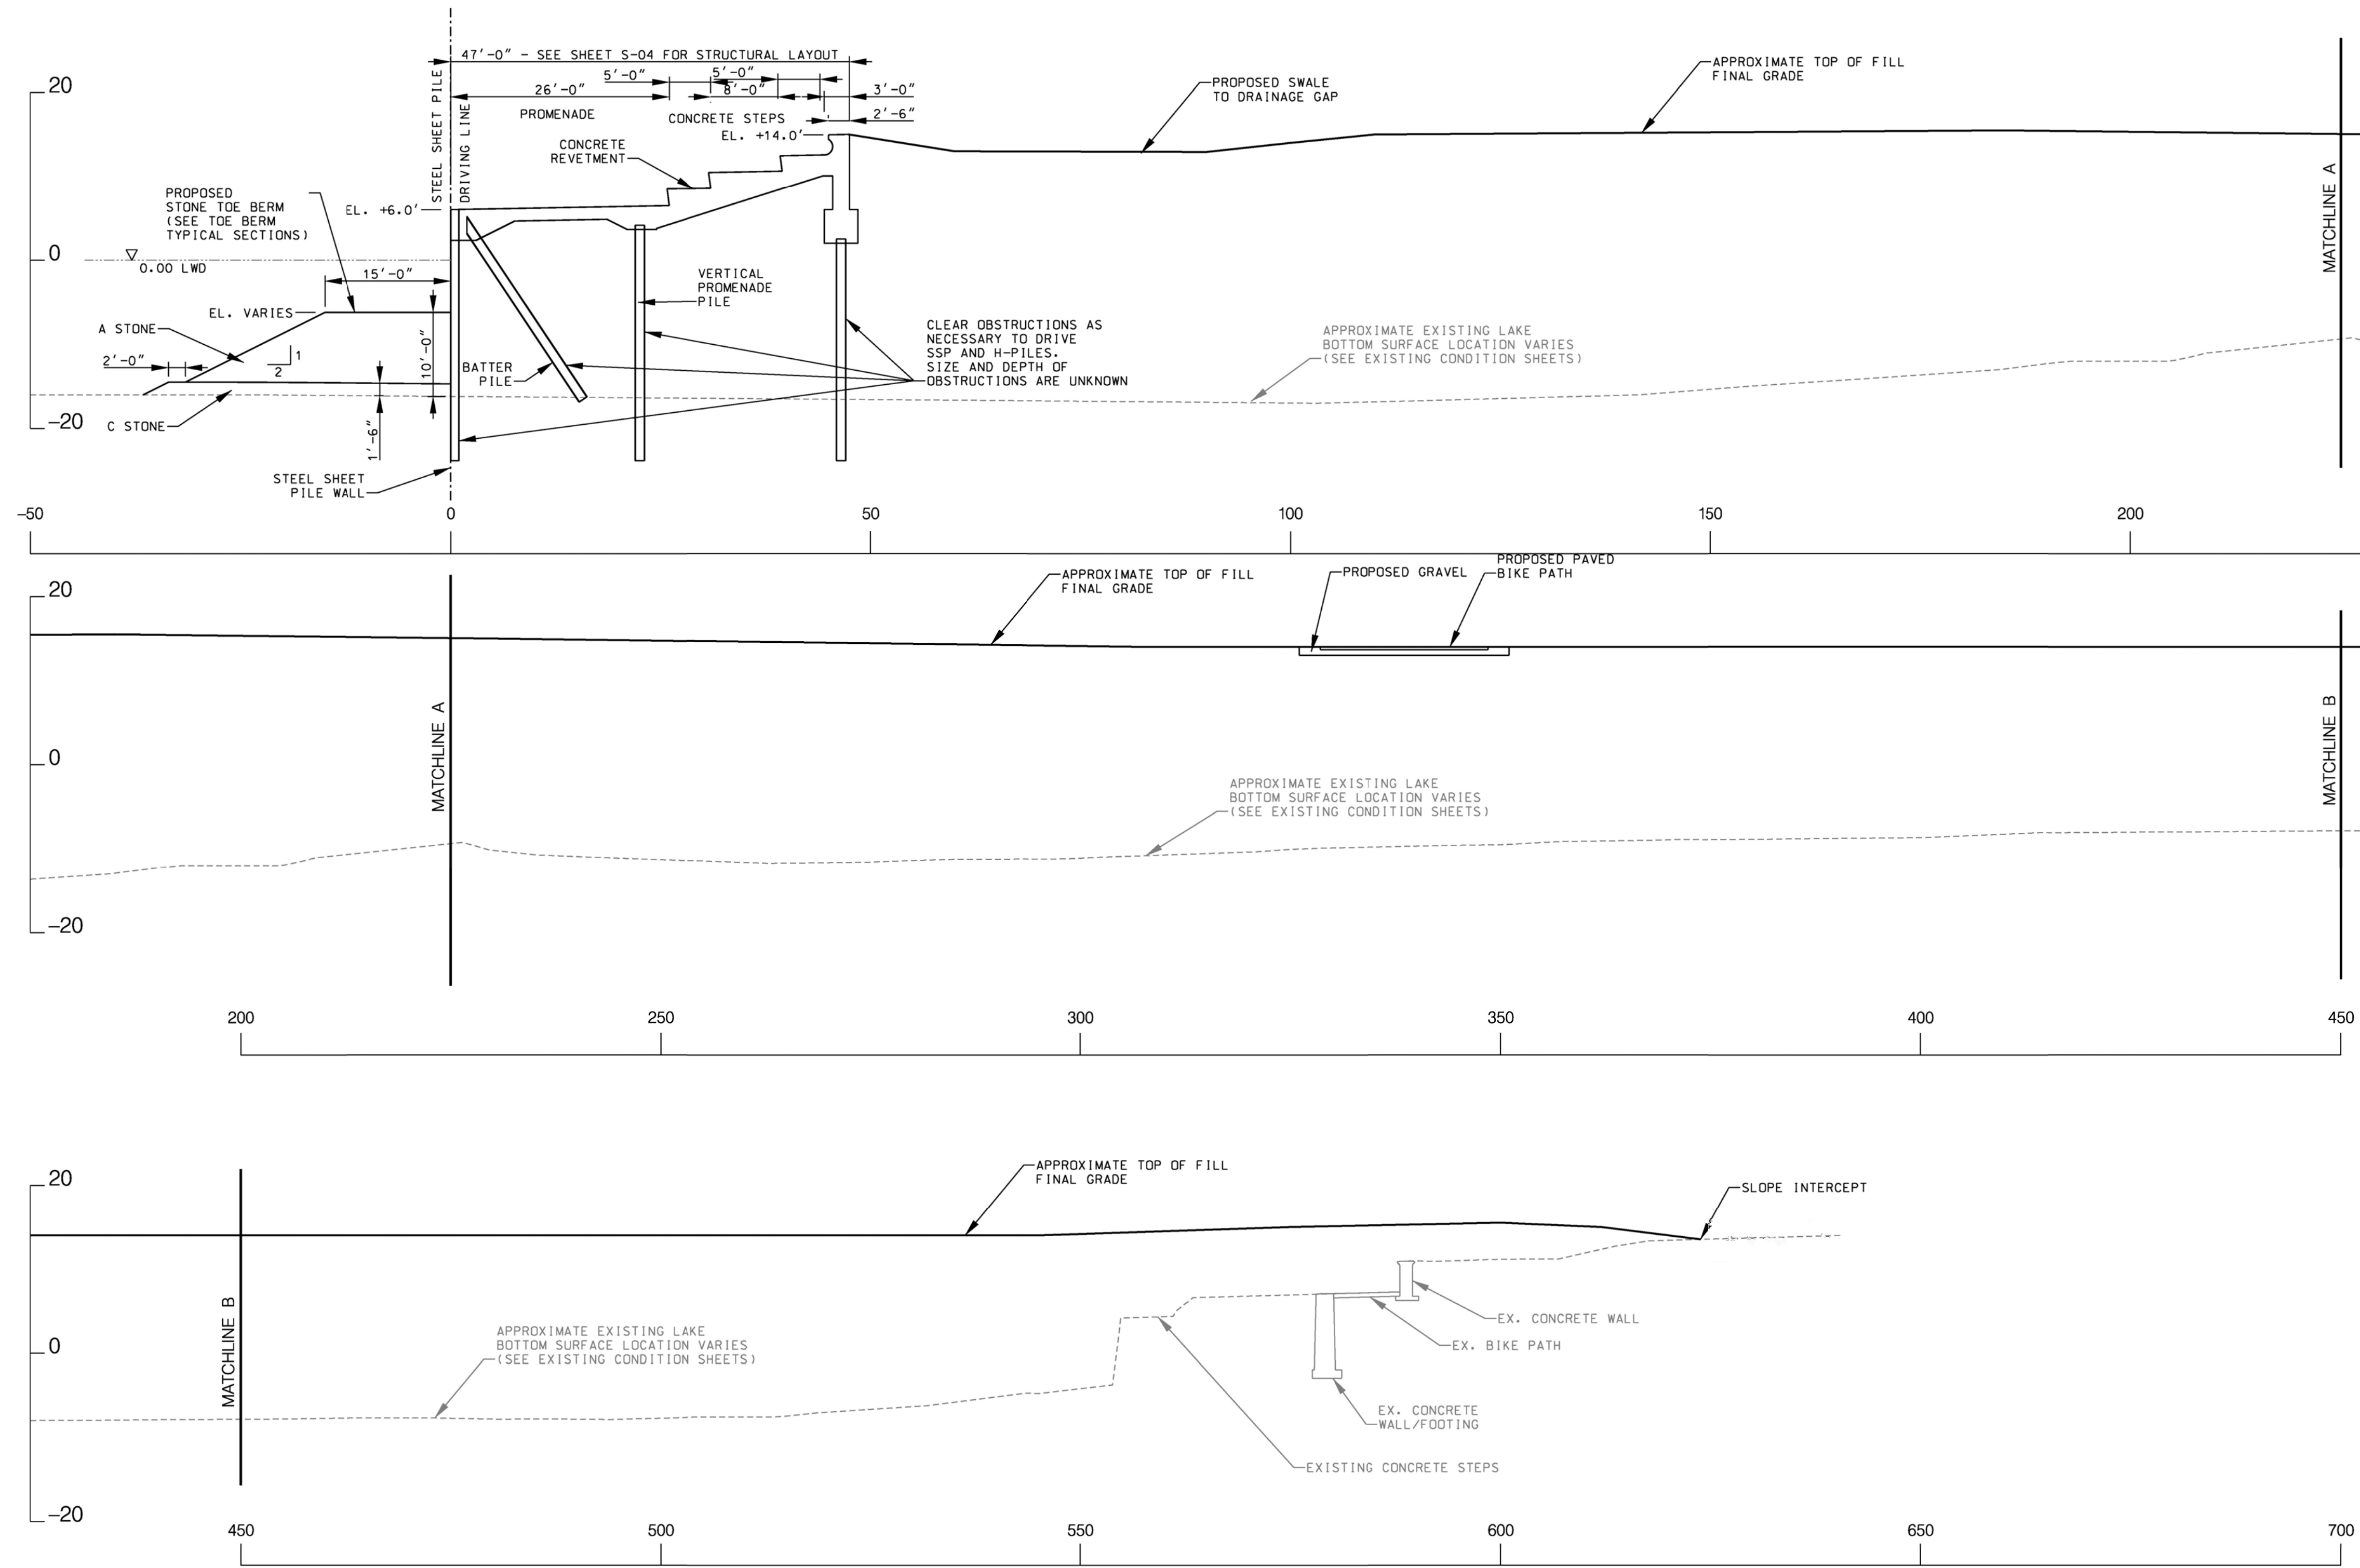 47'-0" - SEE SHEET S-04 FOR STRUCTURAL LAYOUT
5'-0"
5'-0"
26'-0"
8'-0"
3'-0"
PROMENADE
CONCRETE STEPS
2'-6"
EL. +14.0'
STEEL SHEET PILE
DRIVING LINE
CONCRETE
REVETMENT
PROPOSED SWALE
TO DRAINAGE GAP
APPROXIMATE TOP OF FILL
FINAL GRADE
20
0
-20
PROPOSED
STONE TOE BERM
(SEE TOE BERM
TYPICAL SECTIONS)
EL. +6.0'
0.00 LWD
15'-0"
EL. VARIES
A STONE
2'-0"
1
2
10'-0"
1'-6"
C STONE
STEEL SHEET
PILE WALL
BATTER
PILE
VERTICAL
PROMENADE
PILE
CLEAR OBSTRUCTIONS AS
NECESSARY TO DRIVE
SSP AND H-PILES.
SIZE AND DEPTH OF
OBSTRUCTIONS ARE UNKNOWN
APPROXIMATE EXISTING LAKE
BOTTOM SURFACE LOCATION VARIES
(SEE EXISTING CONDITION SHEETS)
MATCHLINE A
-50 0 50 100 150 200
20
0
-20
MATCHLINE A
APPROXIMATE TOP OF FILL
FINAL GRADE
PROPOSED GRAVEL
PROPOSED PAVED
BIKE PATH
APPROXIMATE EXISTING LAKE
BOTTOM SURFACE LOCATION VARIES
(SEE EXISTING CONDITION SHEETS)
MATCHLINE B
200 250 300 350 400 450
20
0
-20
MATCHLINE B
APPROXIMATE TOP OF FILL
FINAL GRADE
SLOPE INTERCEPT
APPROXIMATE EXISTING LAKE
BOTTOM SURFACE LOCATION VARIES
(SEE EXISTING CONDITION SHEETS)
EX. CONCRETE WALL
EX. BIKE PATH
EX. CONCRETE
WALL/FOOTING
EXISTING CONCRETE STEPS
450 500 550 600 650 700